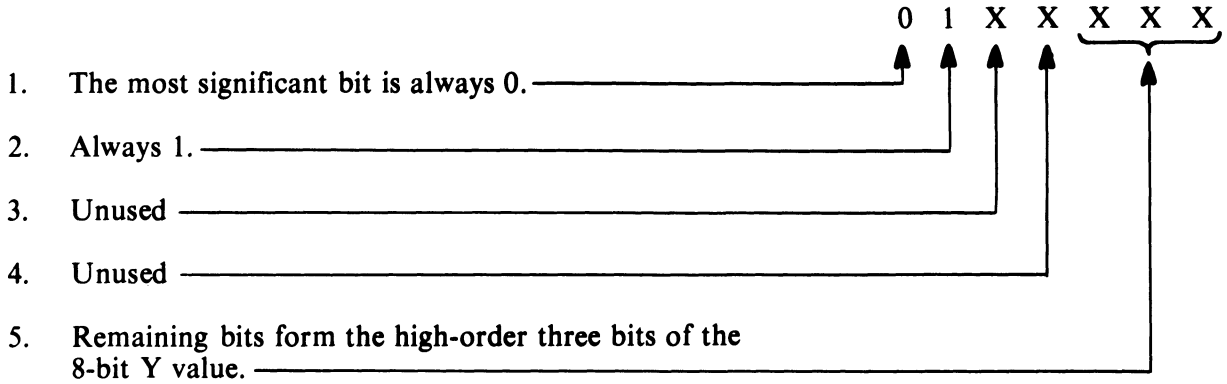 0 1 X X X X X
1. The most significant bit is always 0.
2. Always 1.
3. Unused
4. Unused
5. Remaining bits form the high-order three bits of the
8-bit Y value.